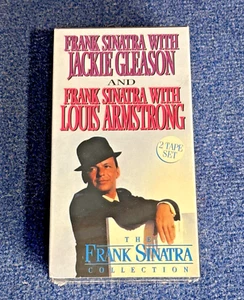 FRANK SINATRA WITH
JACKIE GLEASON
AND
FRANK SINATRA WITH
LOUIS ARMSTRONG
2 TAPE
SET
THE
FRANK SINATRA
COLLECTION